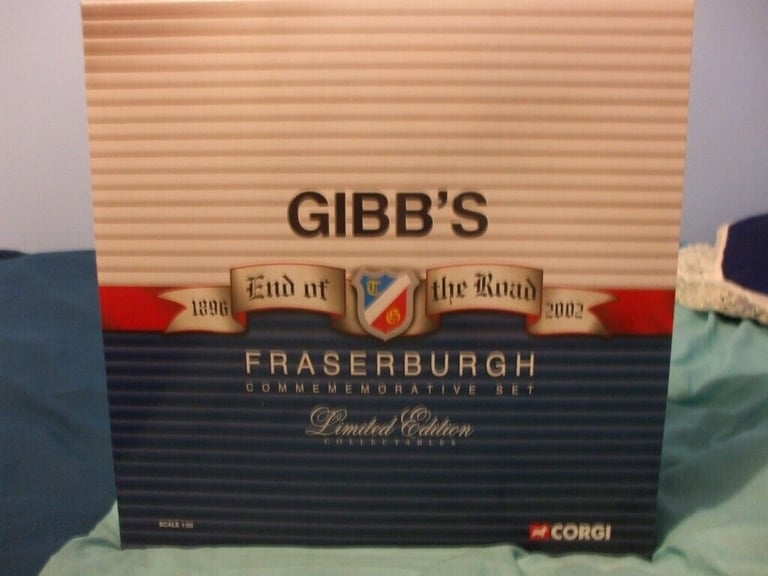 GIBB'S
1896 End of the Road 2002
T
G
FRASERBURGH
COMMEMEMORATIVE SET
Limited Edition
COLLECTABLES
SCALE 1:50
CORGI